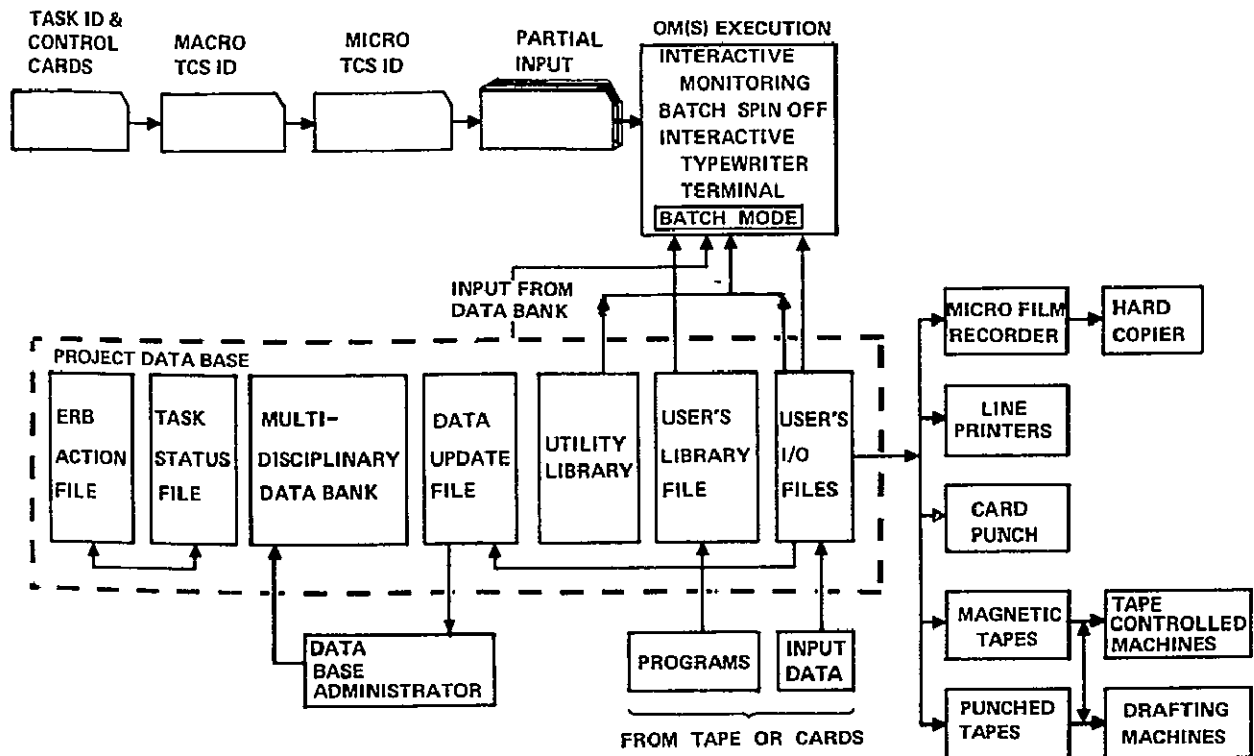 TASK ID &
CONTROL
CARDS
MACRO
TCS ID
MICRO
TCS ID
PARTIAL
INPUT
OM(S) EXECUTION
INTERACTIVE
MONITORING
BATCH SPIN OFF
INTERACTIVE
TYPEWRITER
TERMINAL
BATCH MODE
INPUT FROM
DATA BANK
PROJECT DATA BASE
ERB
ACTION
FILE
TASK
STATUS
FILE
MULTI-
DISCIPLINARY
DATA BANK
DATA
UPDATE
FILE
UTILITY
LIBRARY
USER'S
LIBRARY
FILE
USER'S
I/O
FILES
MICRO FILM
RECORDER
HARD
COPIER
LINE
PRINTERS
CARD
PUNCH
MAGNETIC
TAPES
TAPE
CONTROLLED
MACHINES
PUNCHED
TAPES
DRAFTING
MACHINES
DATA
BASE
ADMINISTRATOR
PROGRAMS
INPUT
DATA
FROM TAPE OR CARDS